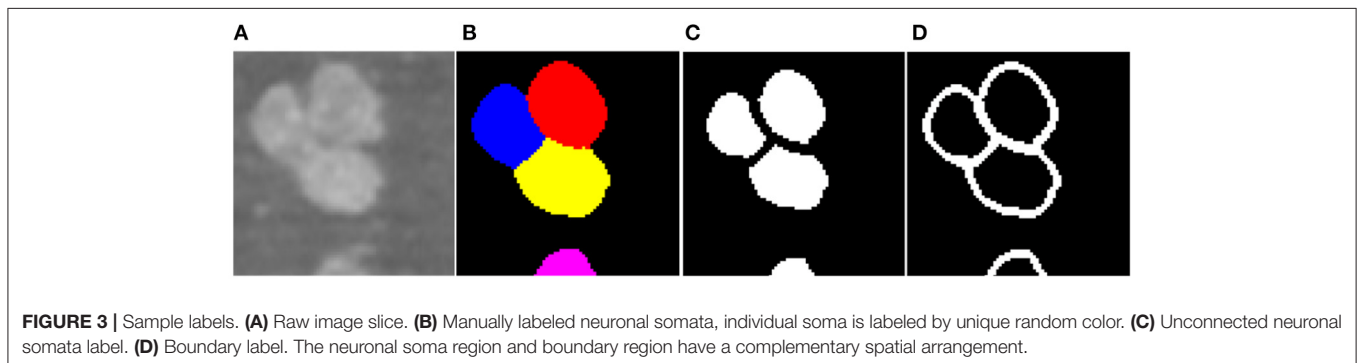 A B C D
FIGURE 3 | Sample labels. (A) Raw image slice. (B) Manually labeled neuronal somata, individual soma is labeled by unique random color. (C) Unconnected neuronal
somata label. (D) Boundary label. The neuronal soma region and boundary region have a complementary spatial arrangement.